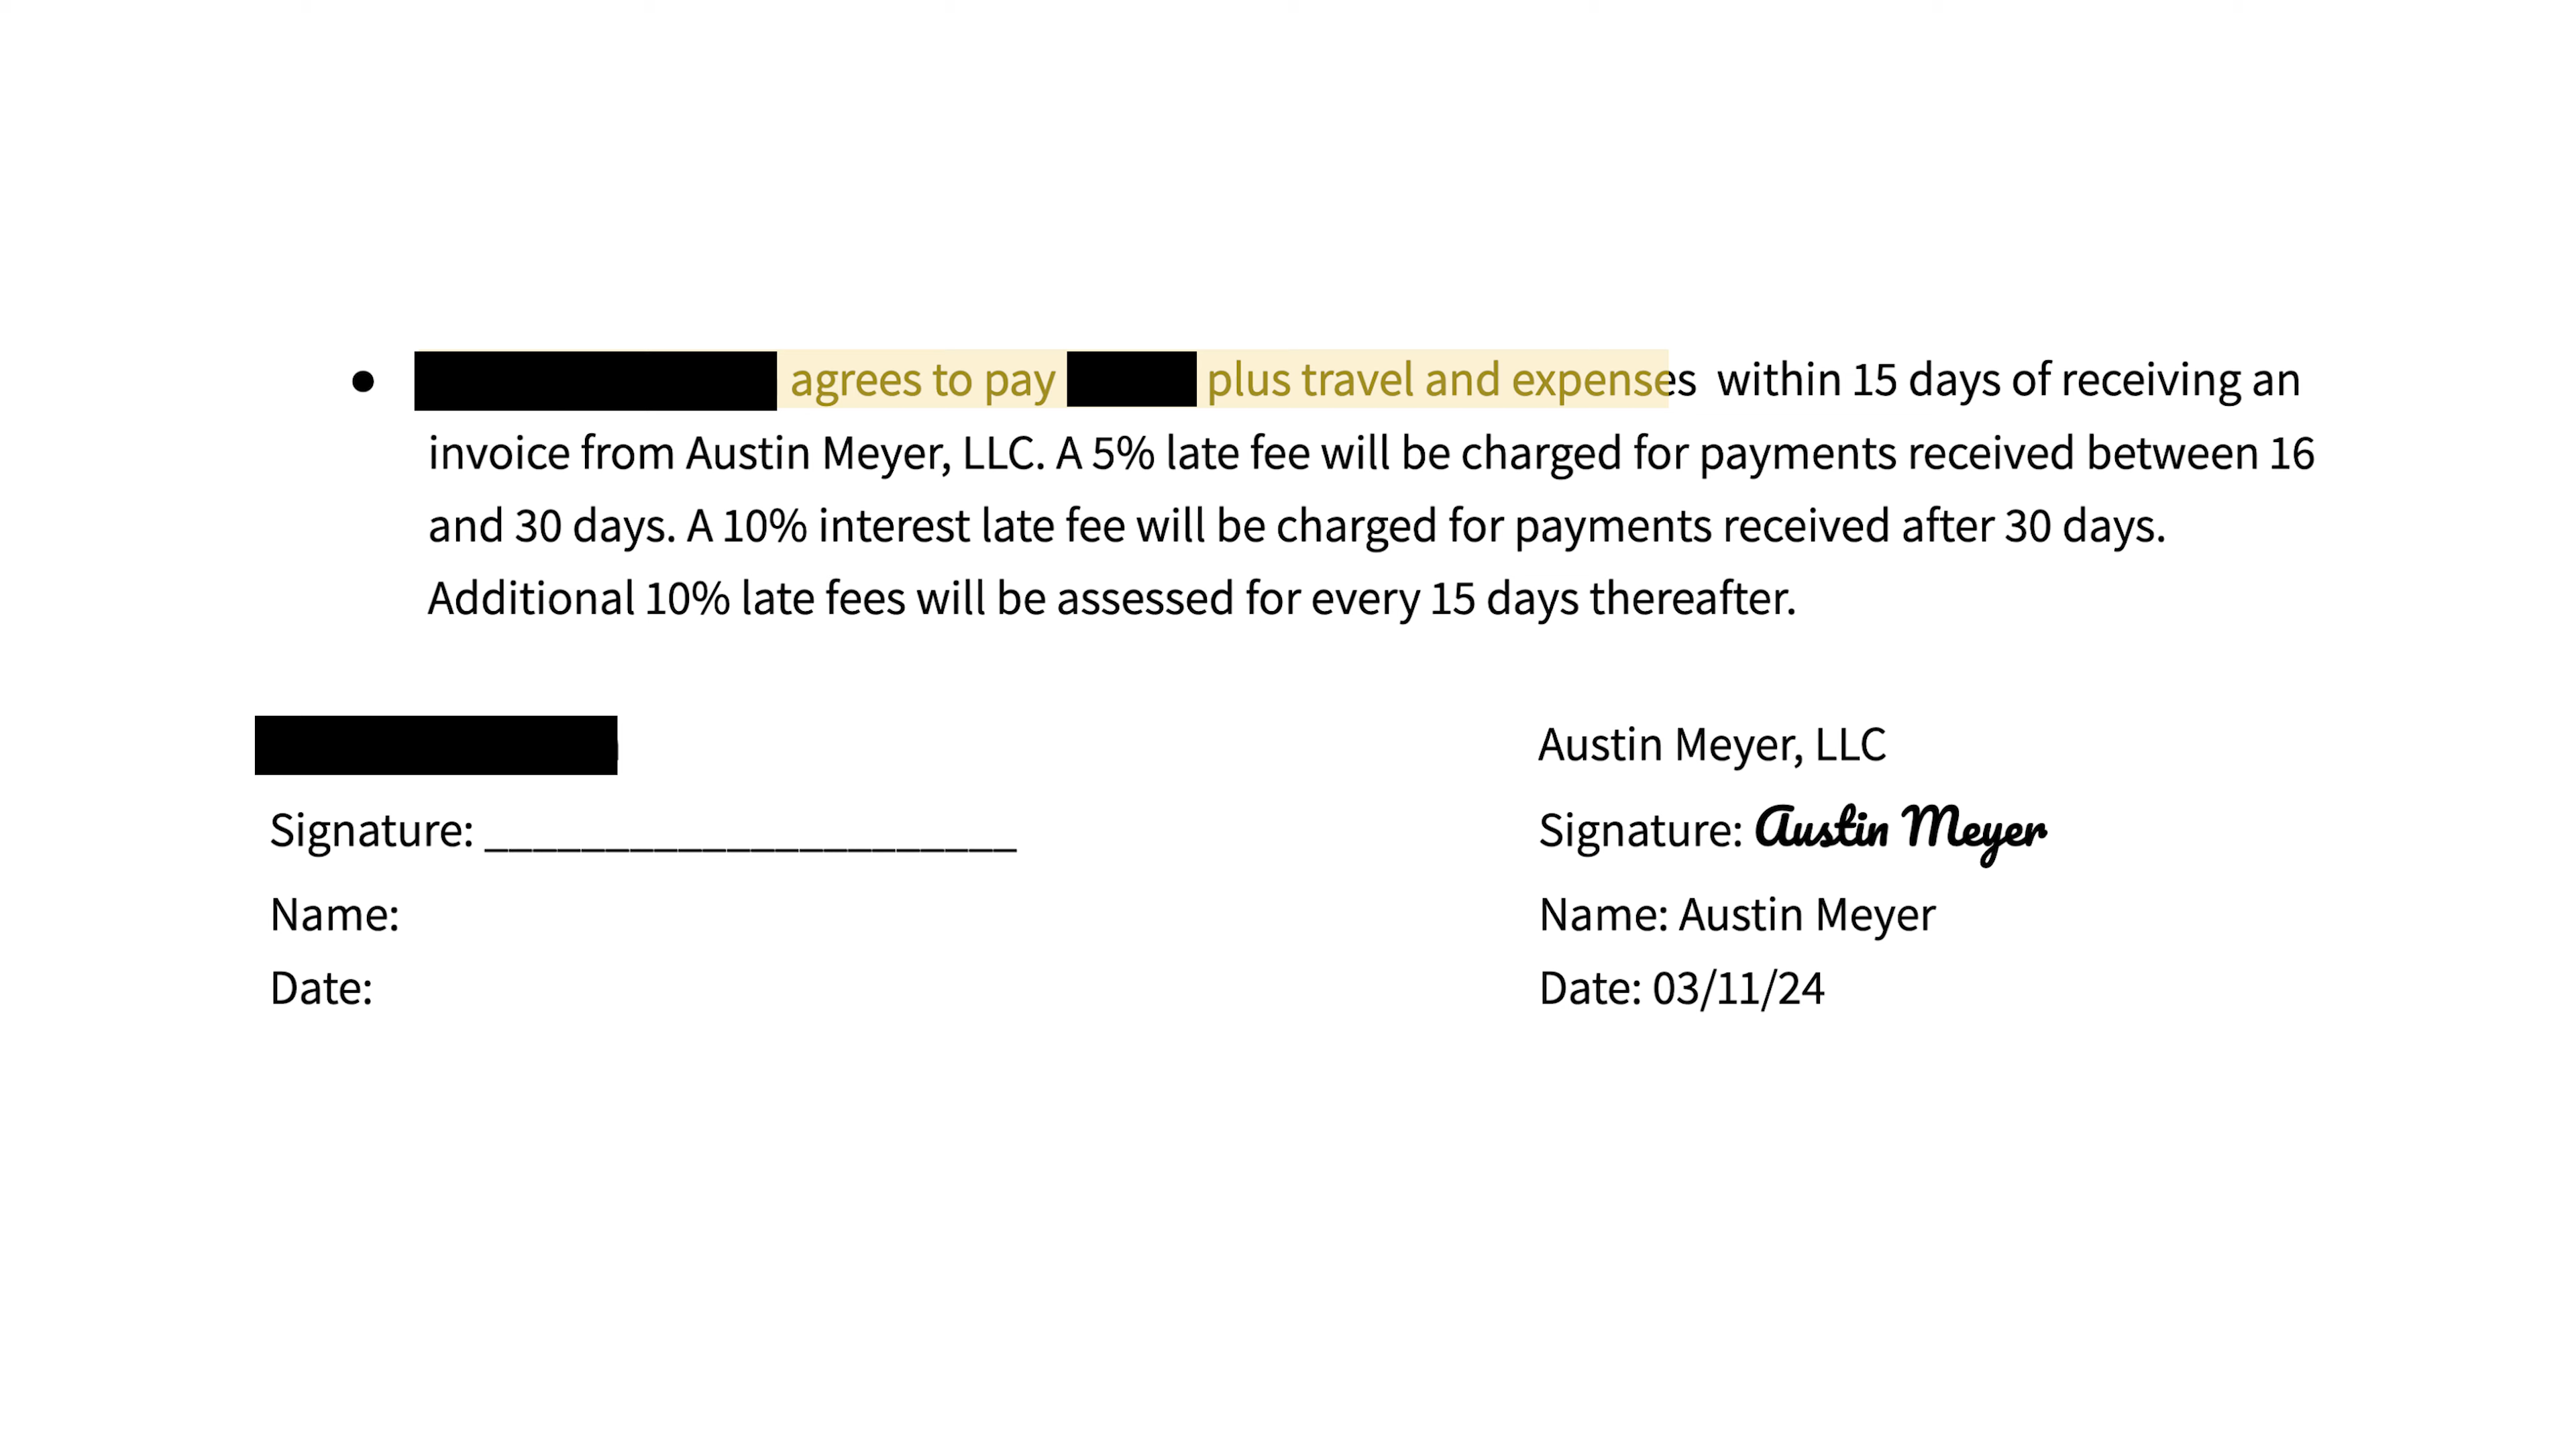 • agrees to pay plus travel and expenses within 15 days of receiving an
invoice from Austin Meyer, LLC. A 5% late fee will be charged for payments received between 16
and 30 days. A 10% interest late fee will be charged for payments received after 30 days.
Additional 10% late fees will be assessed for every 15 days thereafter.
Austin Meyer, LLC
Signature: ______________________ Signature: Austin Meyer
Name: Name: Austin Meyer
Date: Date: 03/11/24